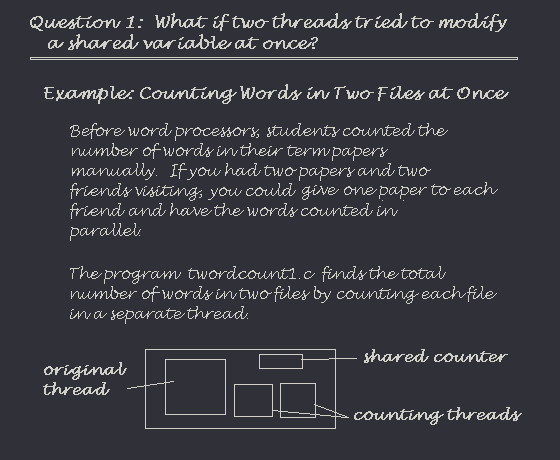 Question 1: What if two threads tried to modify
a shared variable at once?
Example: Counting Words in Two Files at Once
Before word processors, students counted the
number of words in their term papers
manually. If you had two papers and two
friends visiting, you could give one paper to each
friend and have the words counted in
parallel.
The program twordcount1.c finds the total
number of words in two files by counting each file
in a separate thread.
original
thread
shared counter
counting threads